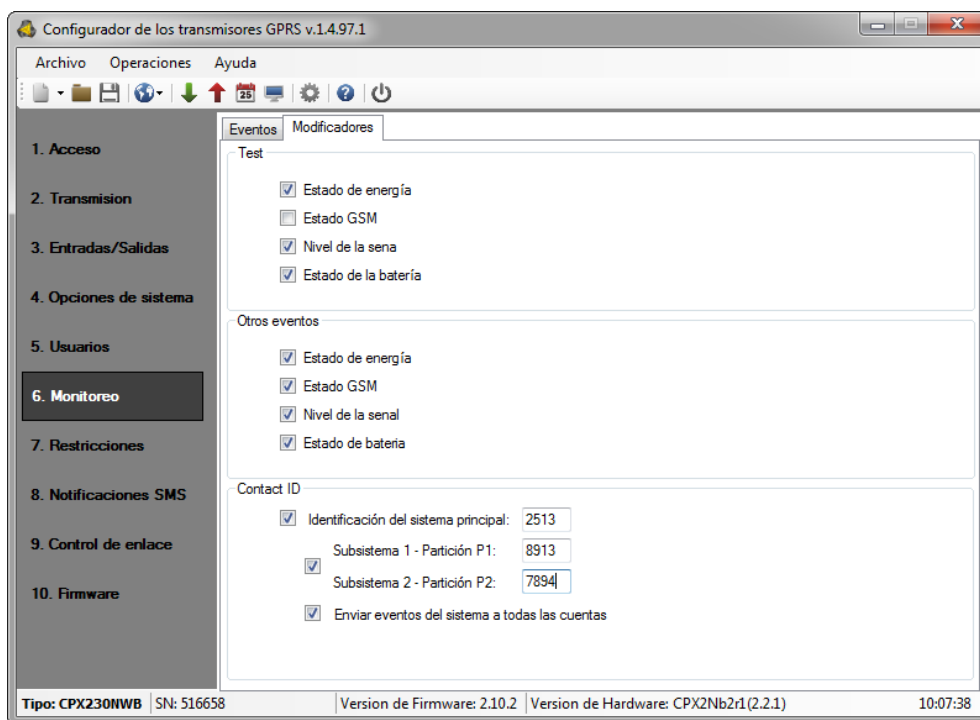 Configurador de los transmisores GPRS v.1.4.97.1
Archivo Operaciones Ayuda
25
1. Acceso
2. Transmision
3. Entradas/Salidas
4. Opciones de sistema
5. Usuarios
6. Monitoreo
7. Restricciones
8. Notificaciones SMS
9. Control de enlace
10. Firmware
Eventos Modificadores
Test
Estado de energía
Estado GSM
Nivel de la sena
Estado de la batería
Otros eventos
Estado de energía
Estado GSM
Nivel de la senal
Estado de bateria
Contact ID
Identificación del sistema principal: 2513
Subsistema 1 - Partición P1: 8913
Subsistema 2 - Partición P2: 7894
Enviar eventos del sistema a todas las cuentas
Tipo: CPX230NWB SN: 516658 Version de Firmware: 2.10.2 Version de Hardware: CPX2Nb2r1(2.2.1) 10:07:38